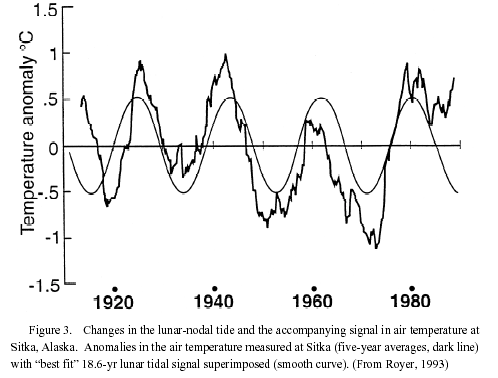 1.5
1
.5
0
-.5
-1
-1.5
Temperature anomaly °C
1920 1940 1960 1980
Figure 3. Changes in the lunar-nodal tide and the accompanying signal in air temperature at
Sitka, Alaska. Anomalies in the air temperature measured at Sitka (five-year averages, dark line)
with “best fit” 18.6-yr lunar tidal signal superimposed (smooth curve). (From Royer, 1993)